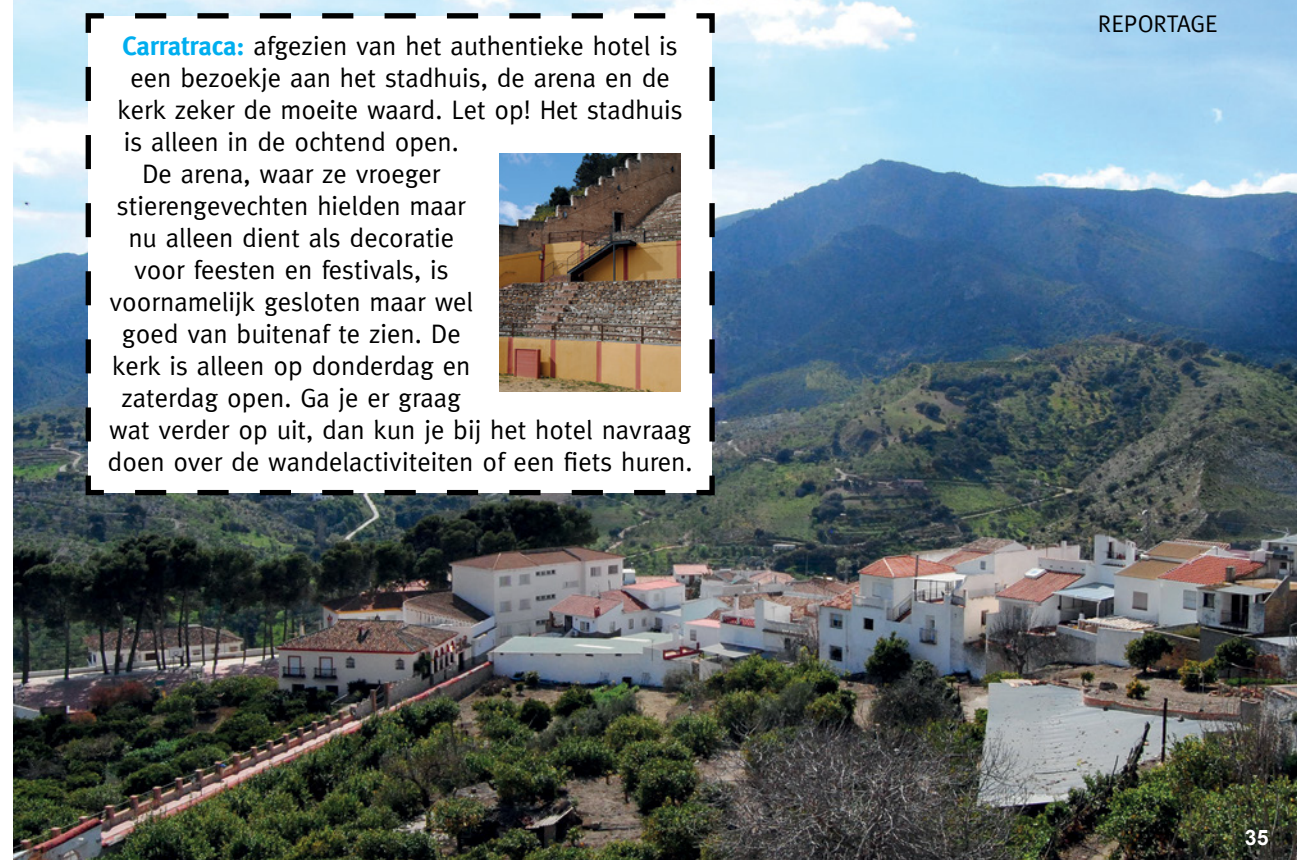 REPORTAGE
Carratraca: afgezien van het authentieke hotel is
een bezoekje aan het stadhuis, de arena en de
kerk zeker de moeite waard. Let op! Het stadhuis
is alleen in de ochtend open.
De arena, waar ze vroeger
stierengevechten hielden maar
nu alleen dient als decoratie
voor feesten en festivals, is
voornamelijk gesloten maar wel
goed van buitenaf te zien. De
kerk is alleen op donderdag en
zaterdag open. Ga je er graag
wat verder op uit, dan kun je bij het hotel navraag
doen over de wandelactiviteiten of een fiets huren.
35